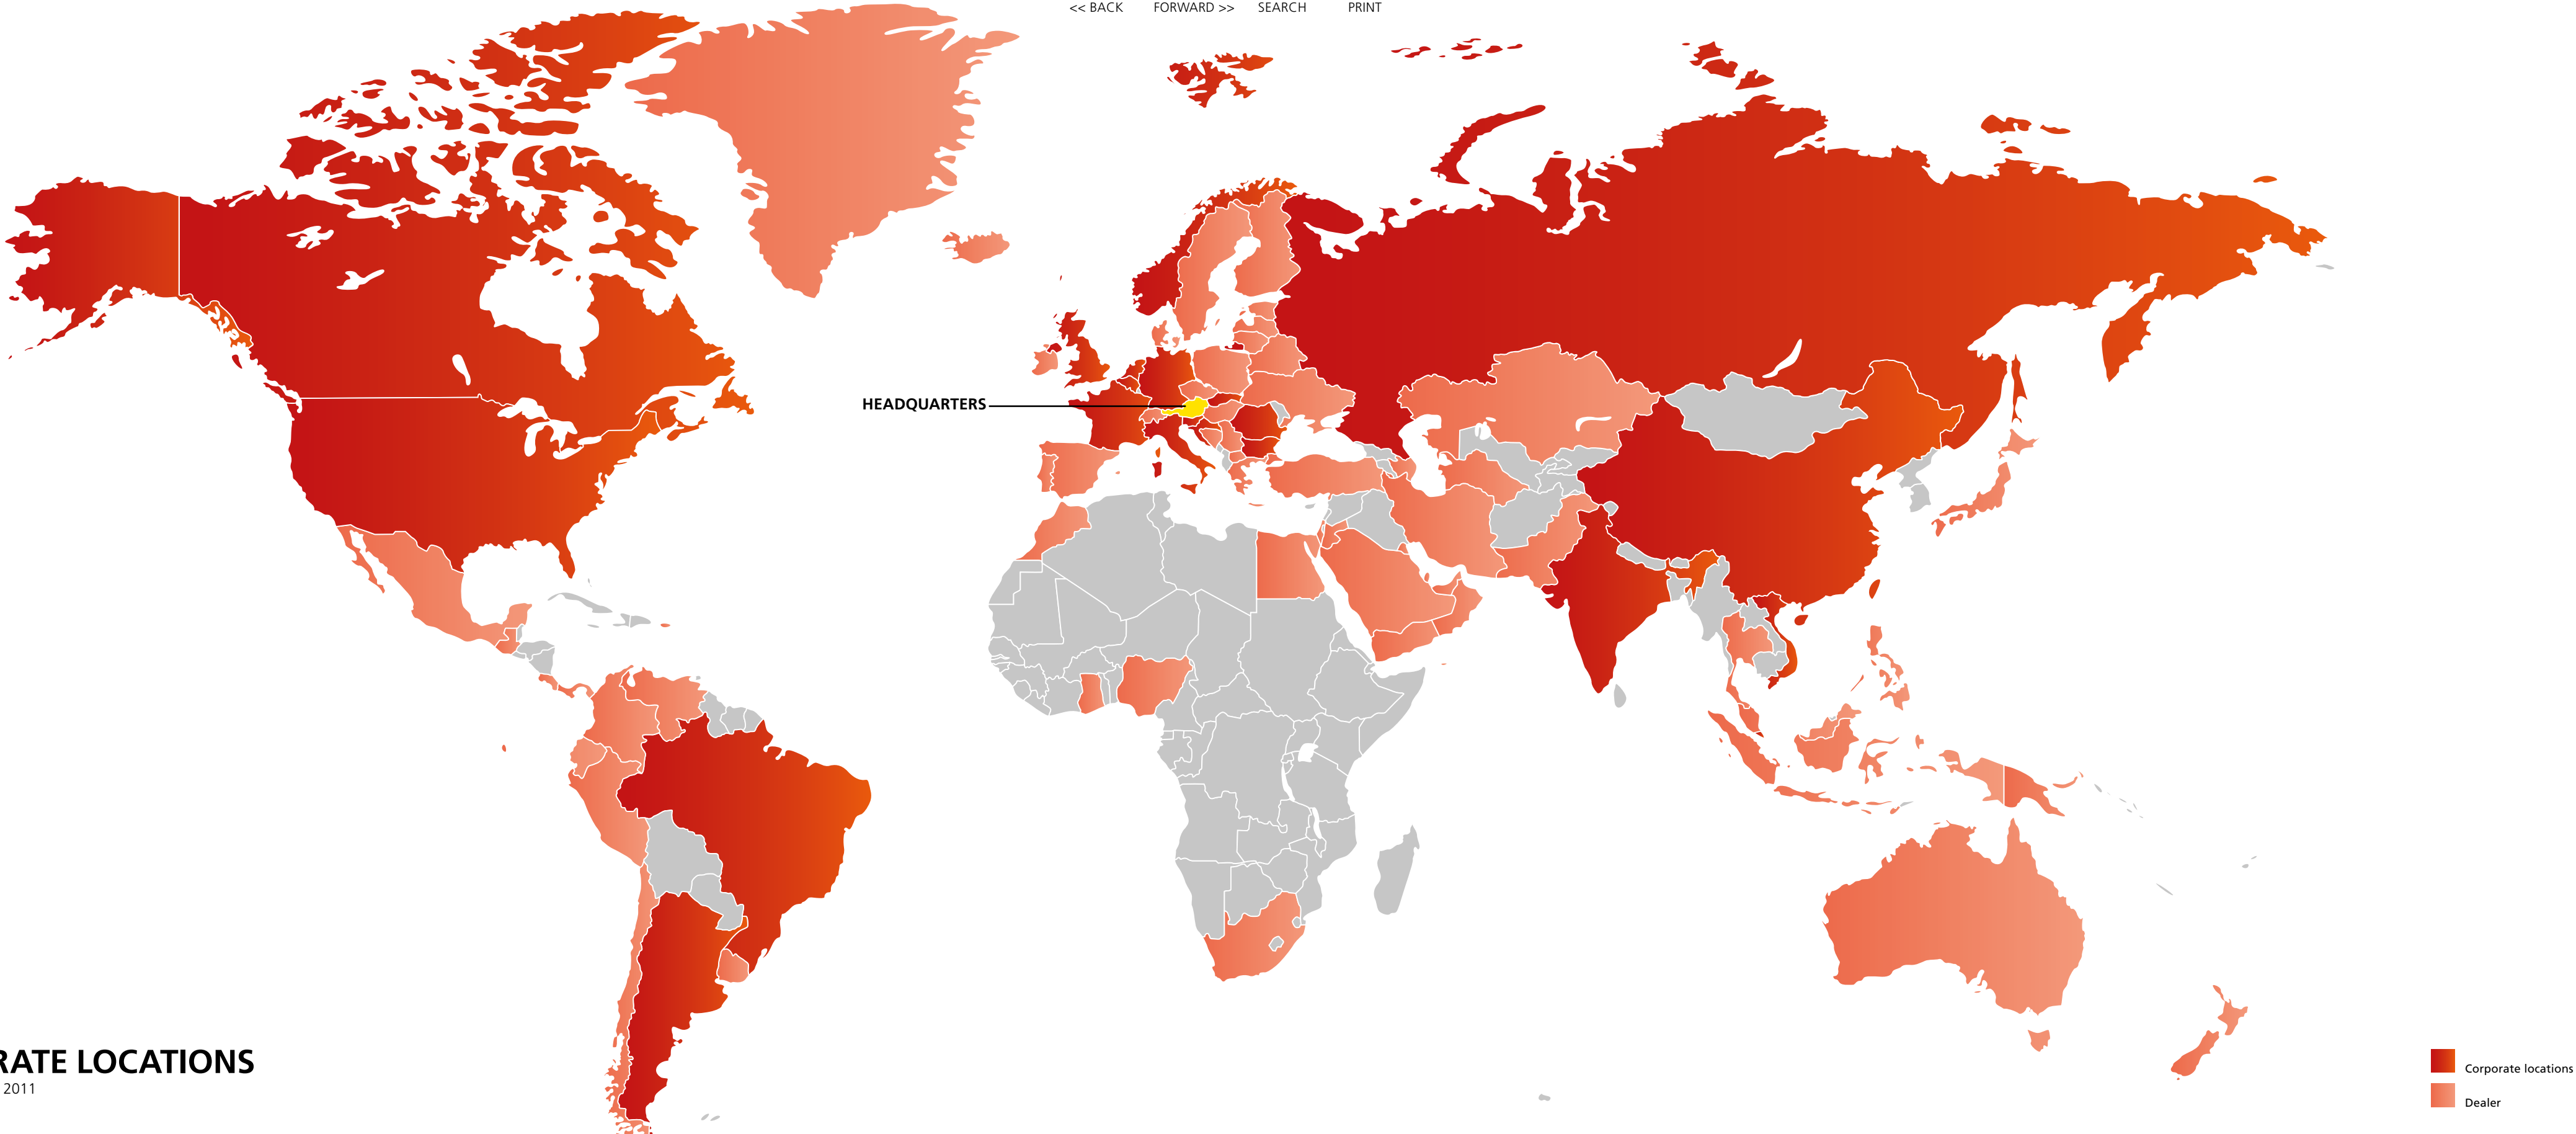 << BACK FORWARD >> SEARCH PRINT
HEADQUARTERS
RATE LOCATIONS
2011
Corporate locations
Dealer